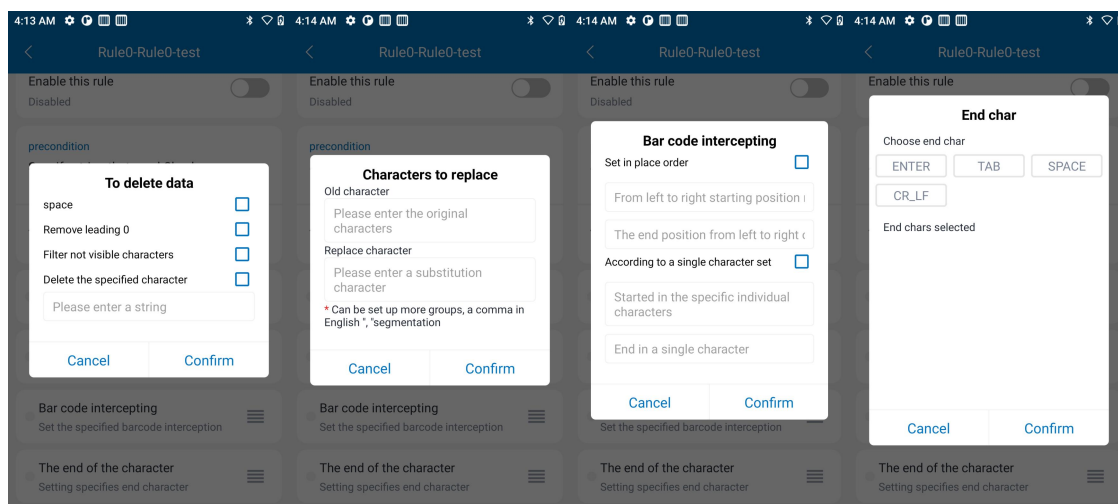 4:13 AM
Rule0-Rule0-test
Enable this rule
Disabled
precondition
To delete data
space
Remove leading 0
Filter not visible characters
Delete the specified character
Please enter a string
Cancel Confirm
Bar code intercepting
Set the specified barcode interception
The end of the character
Setting specifies end character
4:14 AM
Rule0-Rule0-test
Enable this rule
Disabled
precondition
Characters to replace
Old character
Please enter the original
characters
Replace character
Please enter a substitution
character
* Can be set up more groups, a comma in
English ", "segmentation
Cancel Confirm
Bar code intercepting
Set the specified barcode interception
The end of the character
Setting specifies end character
4:14 AM
Rule0-Rule0-test
Enable this rule
Disabled
Bar code intercepting
Set in place order
From left to right starting position
The end position from left to right
According to a single character set
Started in the specific individual
characters
End in a single character
Cancel Confirm
Set the specified barcode interception
The end of the character
Setting specifies end character
4:14 AM
Rule0-Rule0-test
Enable this rule
End char
Choose end char
ENTER TAB SPACE
CR_LF
End chars selected
Cancel Confirm
The end of the character
Setting specifies end character